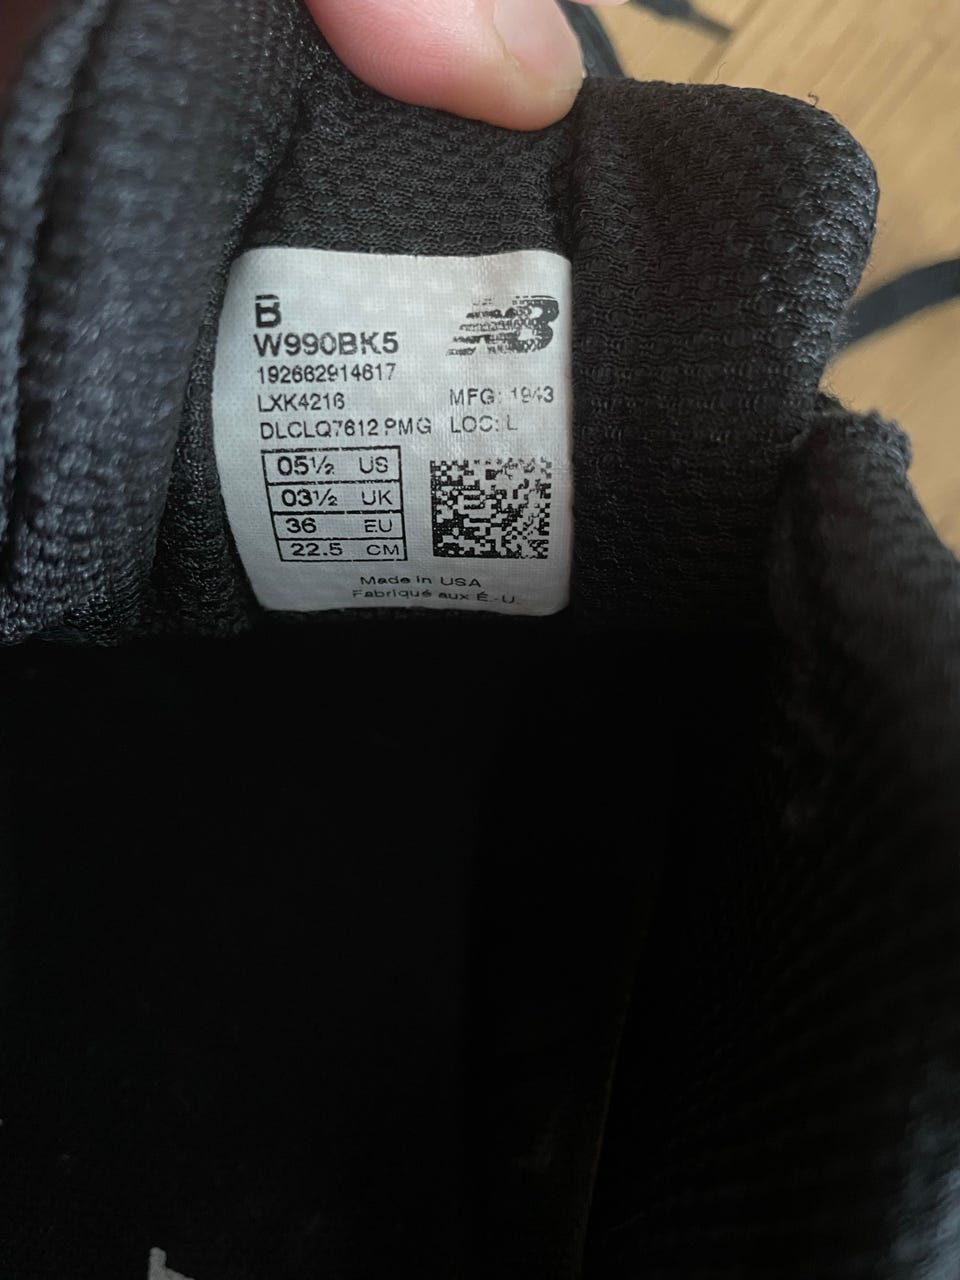 B
W990BK5
192662914617
LXK4216 MFG: 1943
DLCLQ7612 PMG LOC: L
05½ US
03½ UK
36 EU
22.5 CM
Made in USA
Fabriqué aux É.-U.